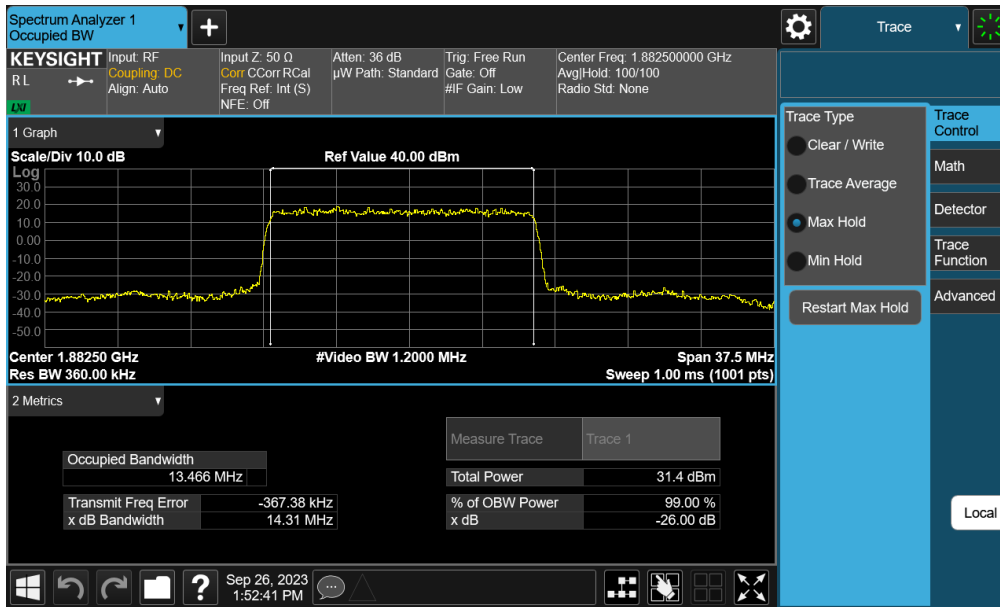 Spectrum Analyzer 1
Occupied BW
+
Trace
KEYSIGHT
R L
LXI
Input: RF
Coupling: DC
Align: Auto
Input Z: 50 Ω
Corr CCorr RCal
Freq Ref: Int (S)
NFE: Off
Atten: 36 dB
µW Path: Standard
Trig: Free Run
Gate: Off
#IF Gain: Low
Center Freq: 1.882500000 GHz
Avg|Hold: 100/100
Radio Std: None
1 Graph
Scale/Div 10.0 dB
Ref Value 40.00 dBm
Log
30.0
20.0
10.0
0.00
-10.0
-20.0
-30.0
-40.0
-50.0
Center 1.88250 GHz
#Video BW 1.2000 MHz
Span 37.5 MHz
Res BW 360.00 kHz
Sweep 1.00 ms (1001 pts)
2 Metrics
Measure Trace
Trace 1
Occupied Bandwidth
13.466 MHz
Total Power
31.4 dBm
Transmit Freq Error
-367.38 kHz
% of OBW Power
99.00 %
x dB Bandwidth
14.31 MHz
x dB
-26.00 dB
Trace Type
Clear / Write
Trace Average
Max Hold
Min Hold
Restart Max Hold
Trace
Control
Math
Detector
Trace
Function
Advanced
Local
?
Sep 26, 2023
1:52:41 PM